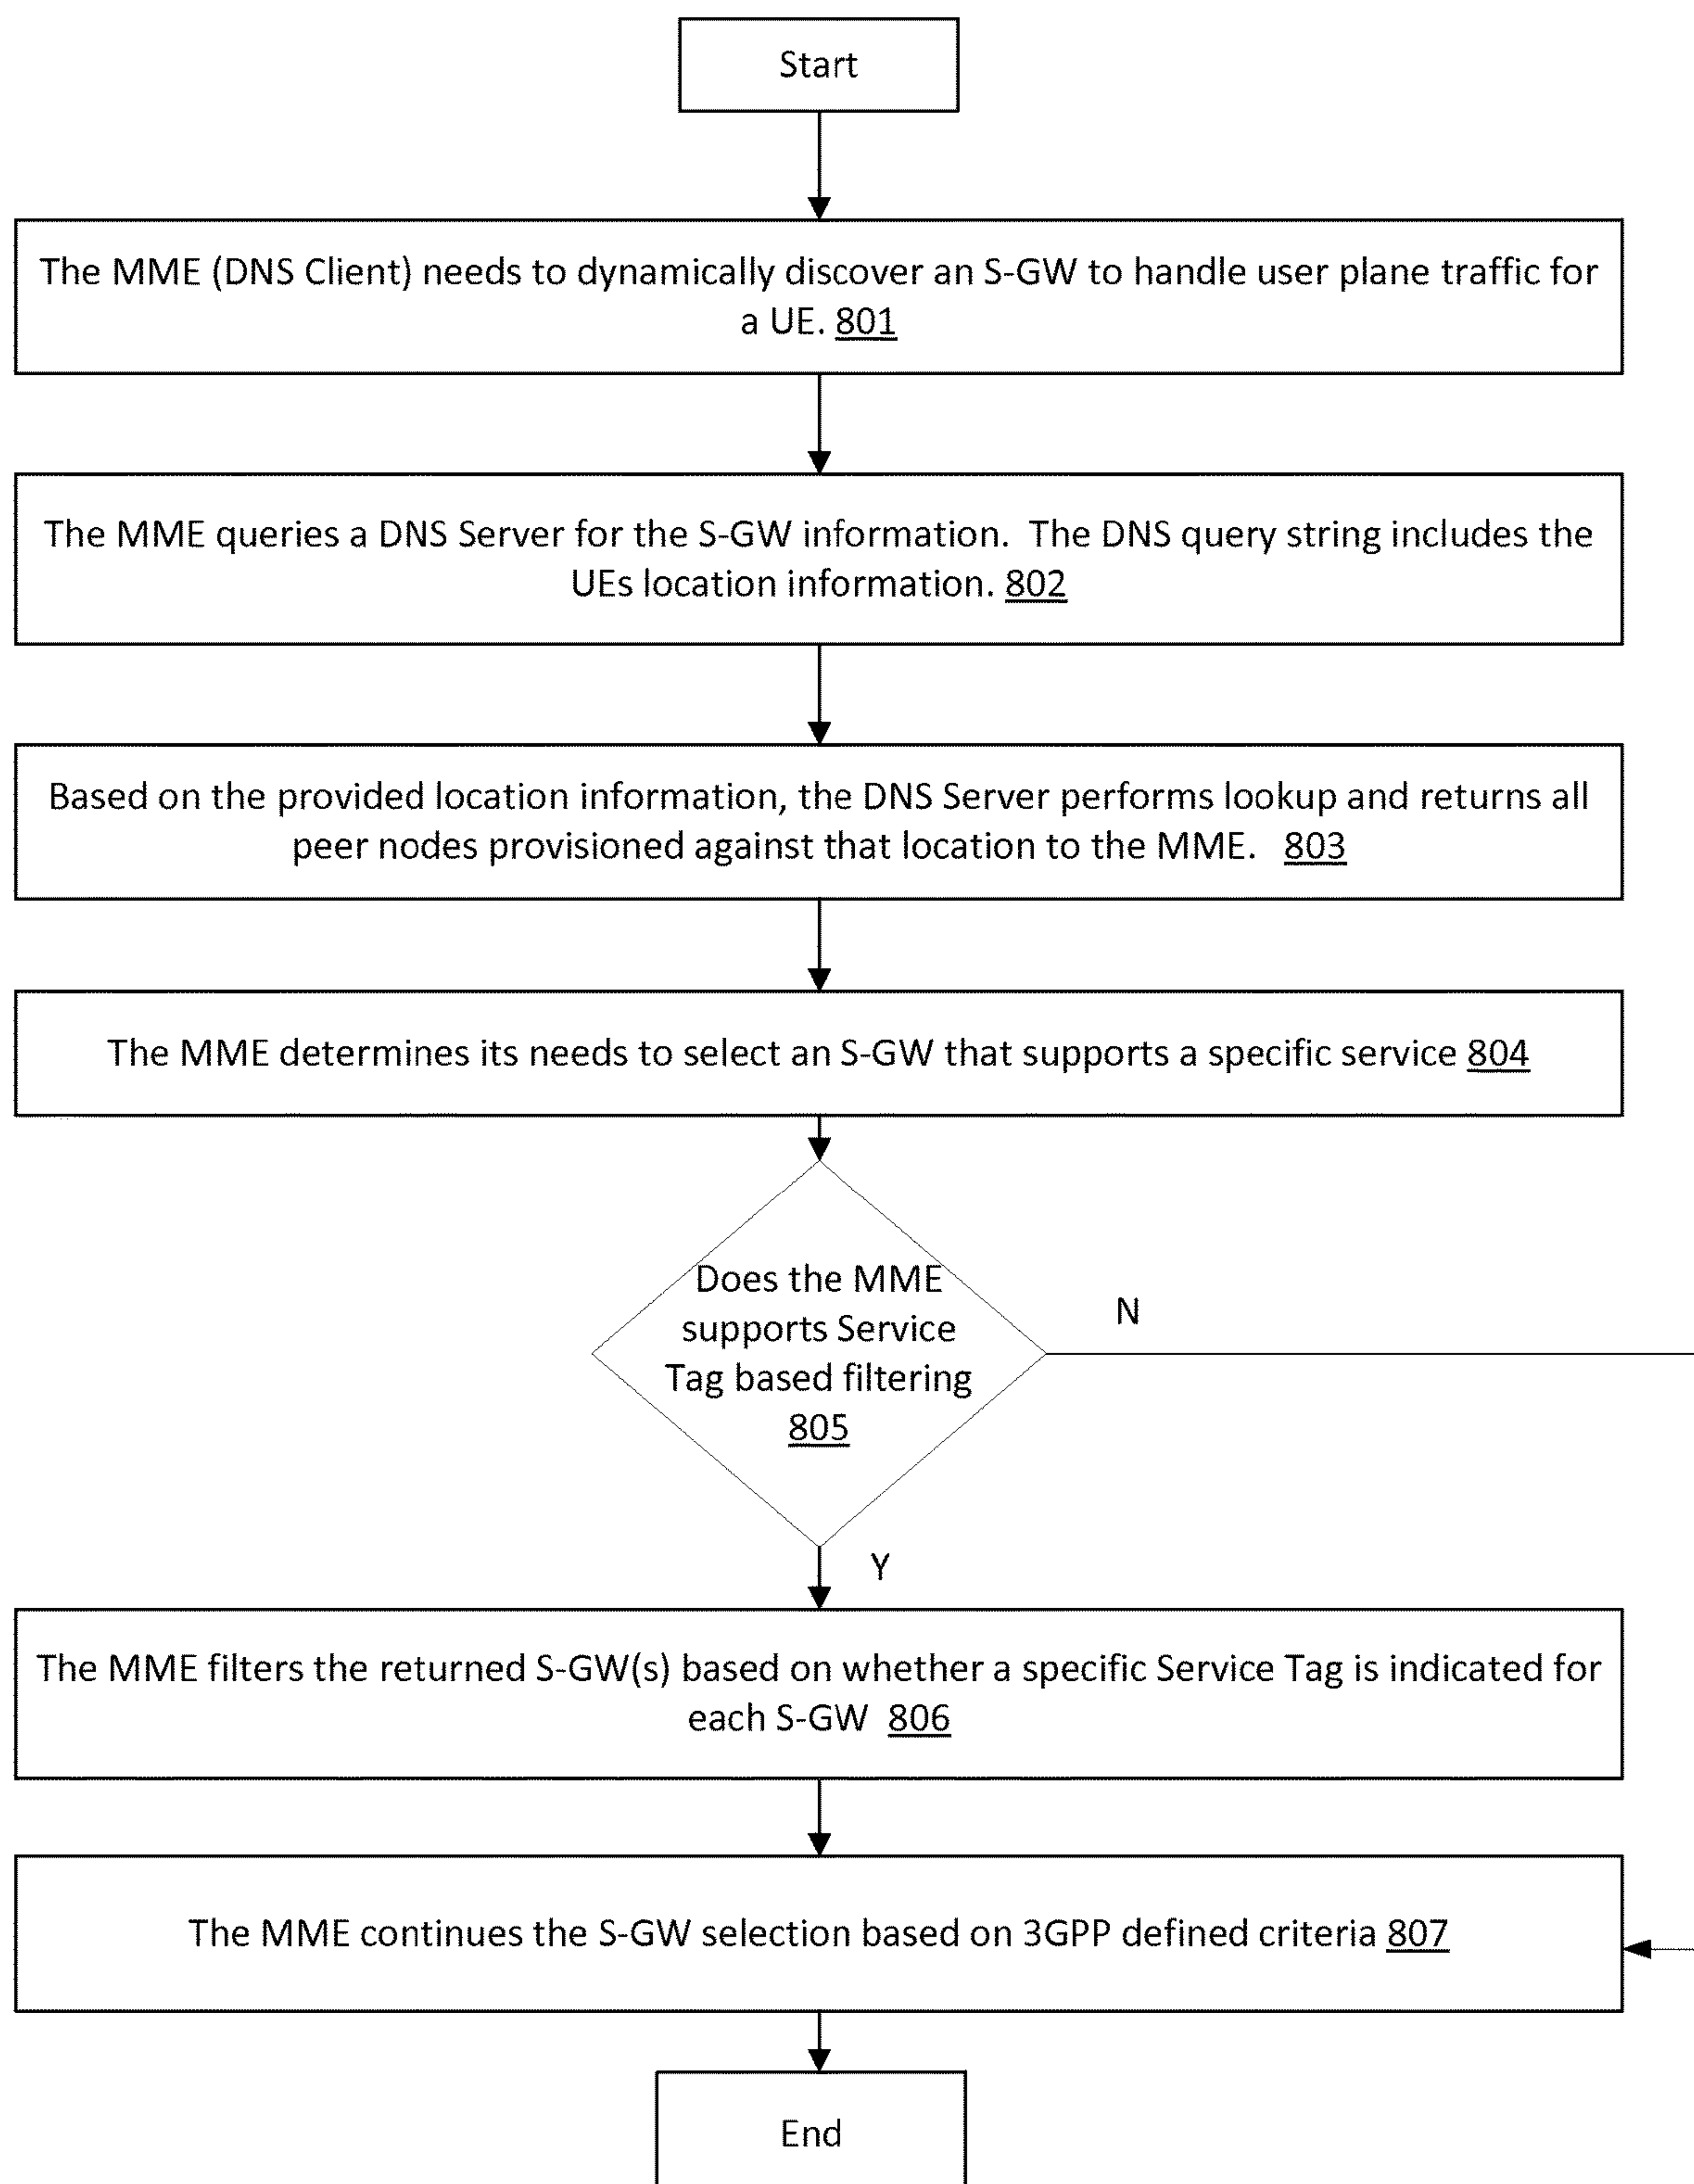 Start
The MME (DNS Client) needs to dynamically discover an S-GW to handle user plane traffic for
a UE. 801
The MME queries a DNS Server for the S-GW information.  The DNS query string includes the
UEs location information. 802
Based on the provided location information, the DNS Server performs lookup and returns all
peer nodes provisioned against that location to the MME.   803
The MME determines its needs to select an S-GW that supports a specific service 804
Does the MME
supports Service
Tag based filtering
805
N
Y
The MME filters the returned S-GW(s) based on whether a specific Service Tag is indicated for
each S-GW  806
The MME continues the S-GW selection based on 3GPP defined criteria 807
End